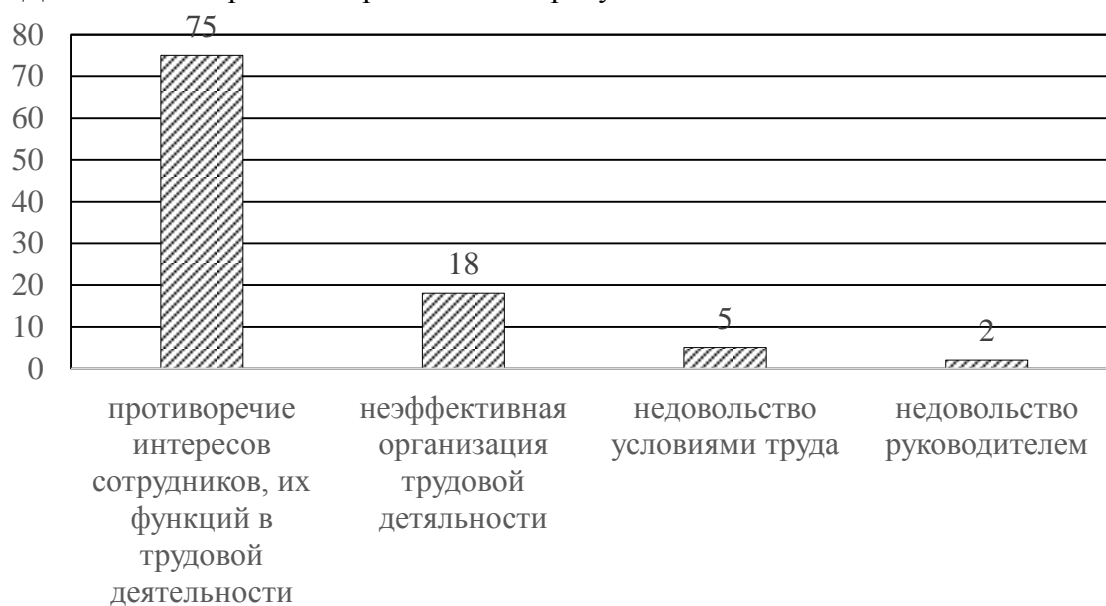 80
70
60
50
40
30
20
10
0
75
18
5
2
противоречие
интересов
сотрудников, их
функций в
трудовой
деятельности
неэффективная
организация
трудовой
детяльности
недовольство
условиями труда
недовольство
руководителем